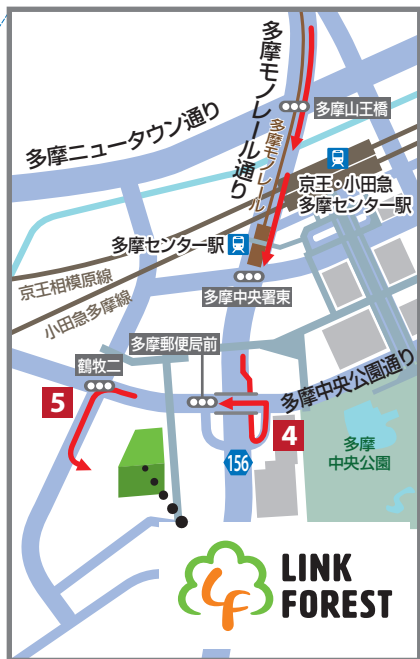 多摩モノレール通り
多摩山王橋
多摩ニュータウン通り
多摩モノレール
京王・小田急
多摩センター駅
多摩センター駅
京王相模原線
多摩中央署東
小田急多摩線
多摩郵便局前
鶴牧二
多摩中央公園通り
5
4
多摩
中央公園
156
LF
LINK
FOREST